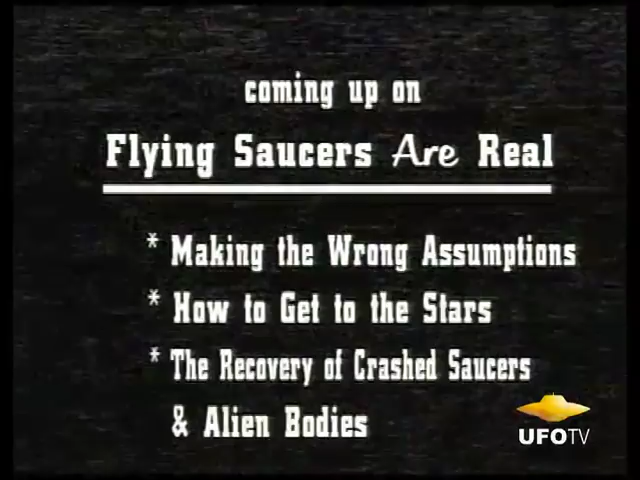 coming up on
Flying Saucers Are Real
* Making the Wrong Assumptions
* How to Get to the Stars
* The Recovery of Crashed Saucers
& Alien Bodies
UFOTV